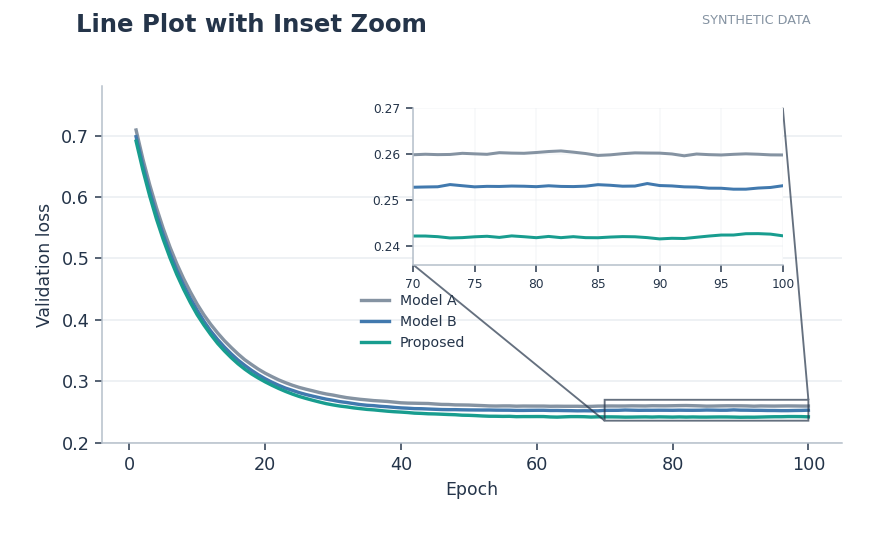 Line Plot with Inset Zoom
SYNTHETIC DATA
Validation loss
0.7
0.6
0.5
0.4
0.3
0.2
0.27
0.26
0.25
0.24
70 75 80 85 90 95 100
Model A
Model B
Proposed
0 20 40 60 80 100
Epoch